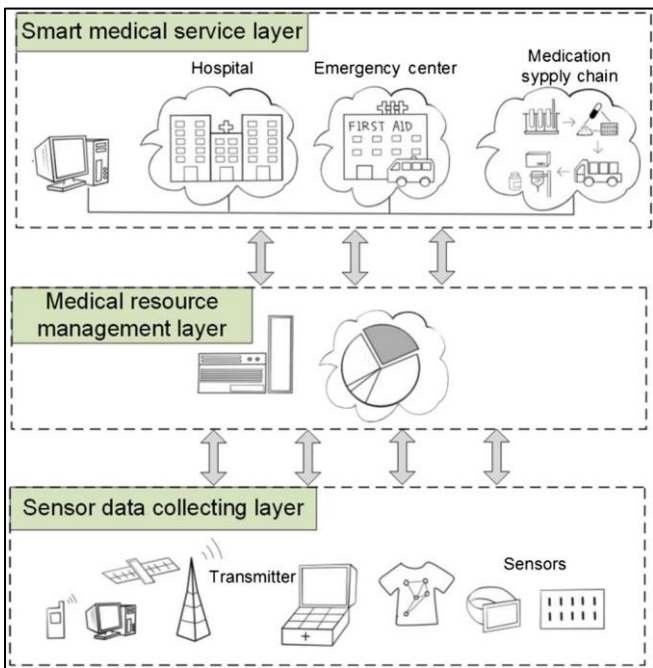 Smart medical service layer
Hospital
Emergency center
Medication
sypply chain
FIRST AID
Medical resource
management layer
Sensor data collecting layer
Transmitter
Sensors